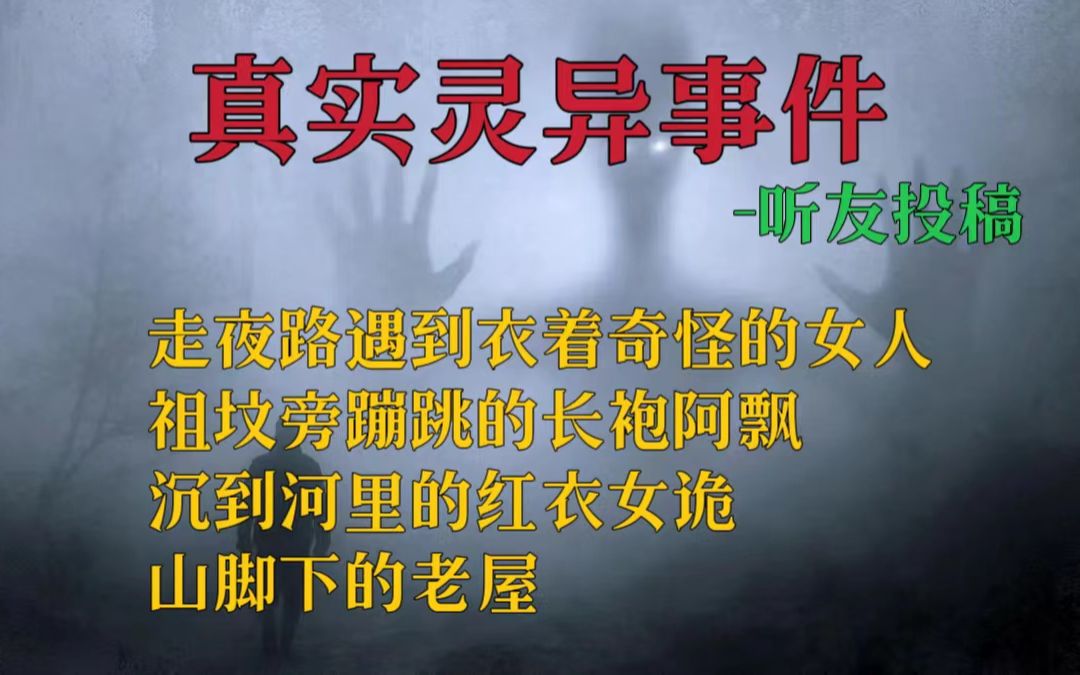 真实灵异事件
-听友投稿
走夜路遇到衣着奇怪的女人
祖坟旁蹦跳的长袍阿飘
沉到河里的红衣女诡
山脚下的老屋